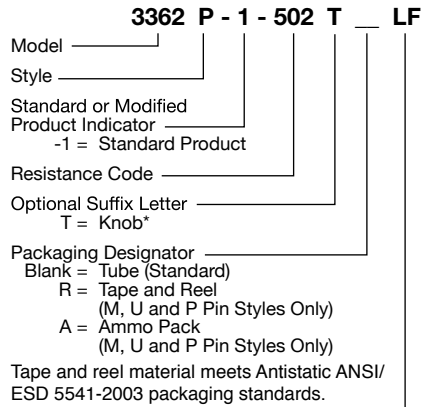 3362 P - 1 - 502 T __ LF
Model
Style
Standard or Modified
Product Indicator
-1 = Standard Product
Resistance Code
Optional Suffix Letter
T = Knob*
Packaging Designator
Blank = Tube (Standard)
R = Tape and Reel
(M, U and P Pin Styles Only)
A = Ammo Pack
(M, U and P Pin Styles Only)
Tape and reel material meets Antistatic ANSI/
ESD 5541-2003 packaging standards.